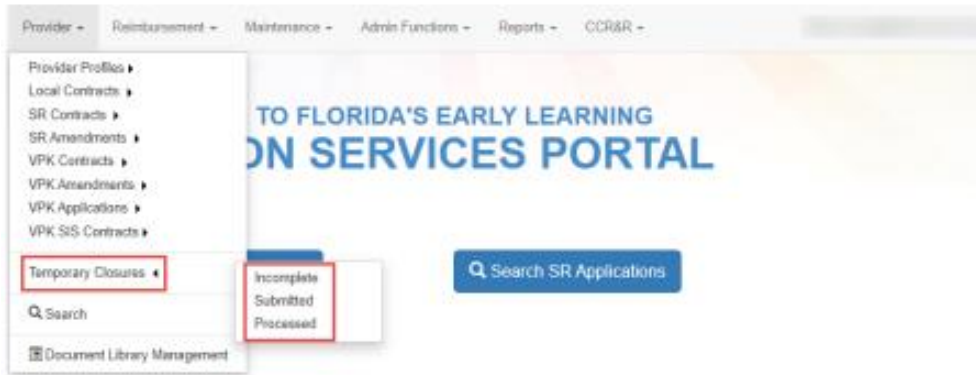 Provider Reimbursement Maintenance Admin Functions Reports CCR&R
Provider Profiles
Local Contracts
SR Contracts
SR Amendments
VPK Contracts
VPK Amendments
VPK Applications
VPK SIS Contracts
Temporary Closures
Incomplete
Submitted
Processed
Search
Document Library Management
TO FLORIDA'S EARLY LEARNING
SERVICES PORTAL
Search SR Applications